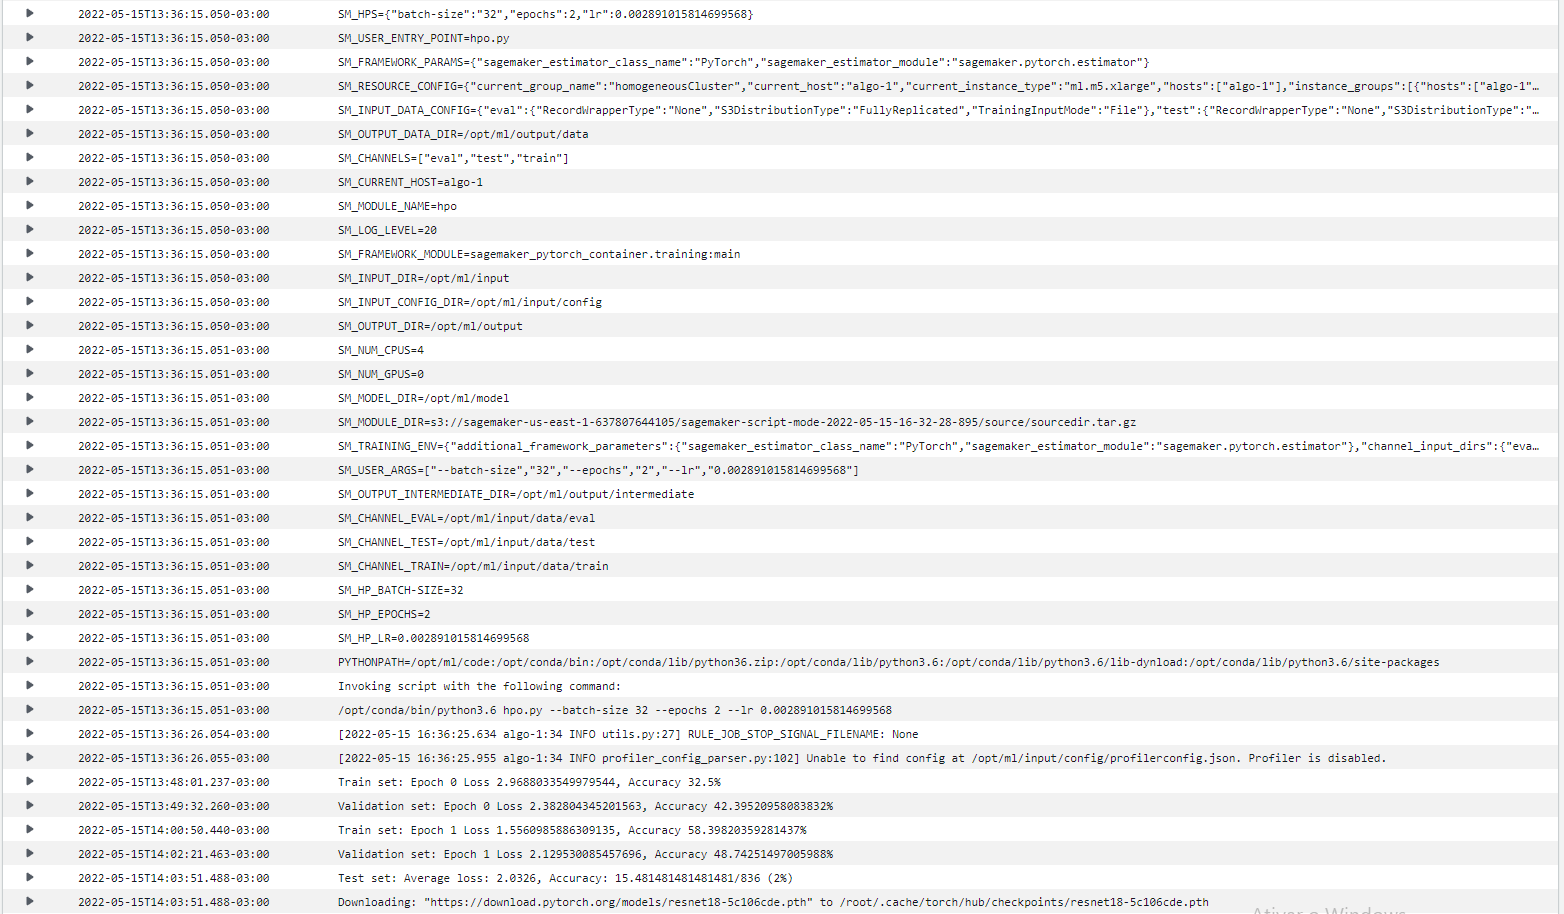 2022-05-15T13:36:15.050-03:00 SM_HPS={"batch-size":"32","epochs":2,"lr":0.002891015814699568}
2022-05-15T13:36:15.050-03:00 SM_USER_ENTRY_POINT=hpo.py
2022-05-15T13:36:15.050-03:00 SM_FRAMEWORK_PARAMS={"sagemaker_estimator_class_name":"PyTorch","sagemaker_estimator_module":"sagemaker.pytorch.estimator"}
2022-05-15T13:36:15.050-03:00 SM_RESOURCE_CONFIG={"current_group_name":"homogeneousCluster","current_host":"algo-1","current_instance_type":"ml.m5.xlarge","hosts":["algo-1"],"instance_groups":[{"hosts":["algo-1"…
2022-05-15T13:36:15.050-03:00 SM_INPUT_DATA_CONFIG={"eval":{"RecordWrapperType":"None","S3DistributionType":"FullyReplicated","TrainingInputMode":"File"},"test":{"RecordWrapperType":"None","S3DistributionType":"…
2022-05-15T13:36:15.050-03:00 SM_OUTPUT_DATA_DIR=/opt/ml/output/data
2022-05-15T13:36:15.050-03:00 SM_CHANNELS=["eval","test","train"]
2022-05-15T13:36:15.050-03:00 SM_CURRENT_HOST=algo-1
2022-05-15T13:36:15.050-03:00 SM_MODULE_NAME=hpo
2022-05-15T13:36:15.050-03:00 SM_LOG_LEVEL=20
2022-05-15T13:36:15.050-03:00 SM_FRAMEWORK_MODULE=sagemaker_pytorch_container.training:main
2022-05-15T13:36:15.050-03:00 SM_INPUT_DIR=/opt/ml/input
2022-05-15T13:36:15.050-03:00 SM_INPUT_CONFIG_DIR=/opt/ml/input/config
2022-05-15T13:36:15.050-03:00 SM_OUTPUT_DIR=/opt/ml/output
2022-05-15T13:36:15.051-03:00 SM_NUM_CPUS=4
2022-05-15T13:36:15.051-03:00 SM_NUM_GPUS=0
2022-05-15T13:36:15.051-03:00 SM_MODEL_DIR=/opt/ml/model
2022-05-15T13:36:15.051-03:00 SM_MODULE_DIR=s3://sagemaker-us-east-1-637807644105/sagemaker-script-mode-2022-05-15-16-32-28-895/source/sourcedir.tar.gz
2022-05-15T13:36:15.051-03:00 SM_TRAINING_ENV={"additional_framework_parameters":{"sagemaker_estimator_class_name":"PyTorch","sagemaker_estimator_module":"sagemaker.pytorch.estimator"},"channel_input_dirs":{"eva…
2022-05-15T13:36:15.051-03:00 SM_USER_ARGS=["--batch-size","32","--epochs","2","--lr","0.002891015814699568"]
2022-05-15T13:36:15.051-03:00 SM_OUTPUT_INTERMEDIATE_DIR=/opt/ml/output/intermediate
2022-05-15T13:36:15.051-03:00 SM_CHANNEL_EVAL=/opt/ml/input/data/eval
2022-05-15T13:36:15.051-03:00 SM_CHANNEL_TEST=/opt/ml/input/data/test
2022-05-15T13:36:15.051-03:00 SM_CHANNEL_TRAIN=/opt/ml/input/data/train
2022-05-15T13:36:15.051-03:00 SM_HP_BATCH-SIZE=32
2022-05-15T13:36:15.051-03:00 SM_HP_EPOCHS=2
2022-05-15T13:36:15.051-03:00 SM_HP_LR=0.002891015814699568
2022-05-15T13:36:15.051-03:00 PYTHONPATH=/opt/ml/code:/opt/conda/bin:/opt/conda/lib/python36.zip:/opt/conda/lib/python3.6:/opt/conda/lib/python3.6/lib-dynload:/opt/conda/lib/python3.6/site-packages
2022-05-15T13:36:15.051-03:00 Invoking script with the following command:
2022-05-15T13:36:15.051-03:00 /opt/conda/bin/python3.6 hpo.py --batch-size 32 --epochs 2 --lr 0.002891015814699568
2022-05-15T13:36:26.054-03:00 [2022-05-15 16:36:25.634 algo-1:34 INFO utils.py:27] RULE_JOB_STOP_SIGNAL_FILENAME: None
2022-05-15T13:36:26.055-03:00 [2022-05-15 16:36:25.955 algo-1:34 INFO profiler_config_parser.py:102] Unable to find config at /opt/ml/input/config/profilerconfig.json. Profiler is disabled.
2022-05-15T13:48:01.237-03:00 Train set: Epoch 0 Loss 2.9688033549979544, Accuracy 32.5%
2022-05-15T13:49:32.260-03:00 Validation set: Epoch 0 Loss 2.382804345201563, Accuracy 42.39520958083832%
2022-05-15T14:00:50.440-03:00 Train set: Epoch 1 Loss 1.5560985886309135, Accuracy 58.39820359281437%
2022-05-15T14:02:21.463-03:00 Validation set: Epoch 1 Loss 2.129530085457696, Accuracy 48.74251497005988%
2022-05-15T14:03:51.488-03:00 Test set: Average loss: 2.0326, Accuracy: 15.481481481481481/836 (2%)
2022-05-15T14:03:51.488-03:00 Downloading: "https://download.pytorch.org/models/resnet18-5c106cde.pth" to /root/.cache/torch/hub/checkpoints/resnet18-5c106cde.pth
Ativar o Windows